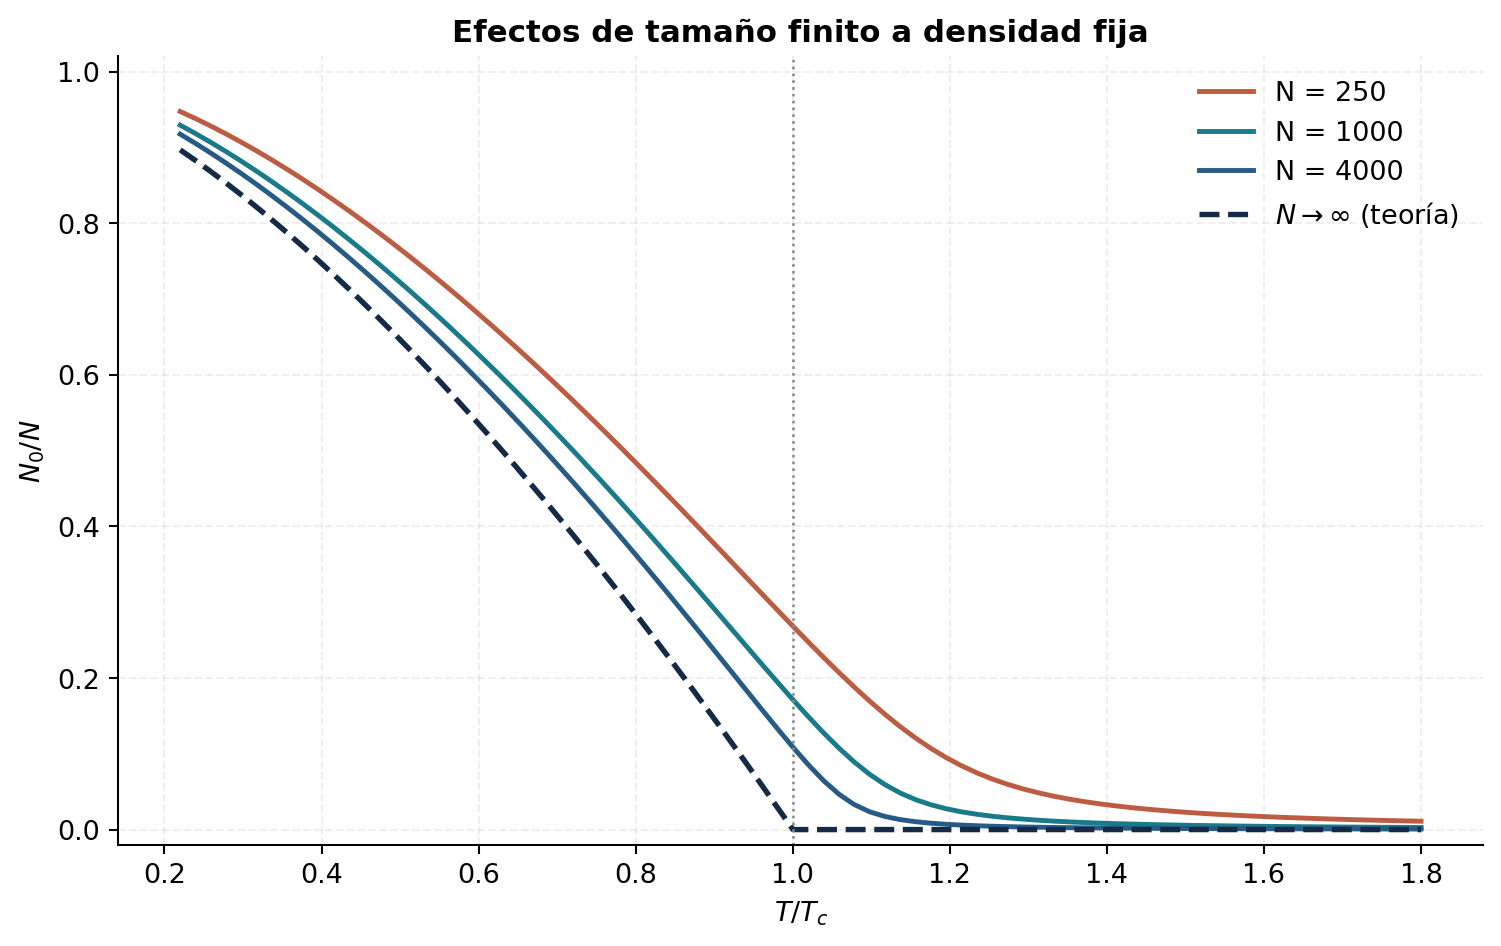 Efectos de tamaño finito a densidad fija
N = 250
N = 1000
N = 4000
N → ∞ (teoría)
1.0
0.8
0.6
0.4
0.2
0.0
N₀/N
0.2 0.4 0.6 0.8 1.0 1.2 1.4 1.6 1.8
T/T_c